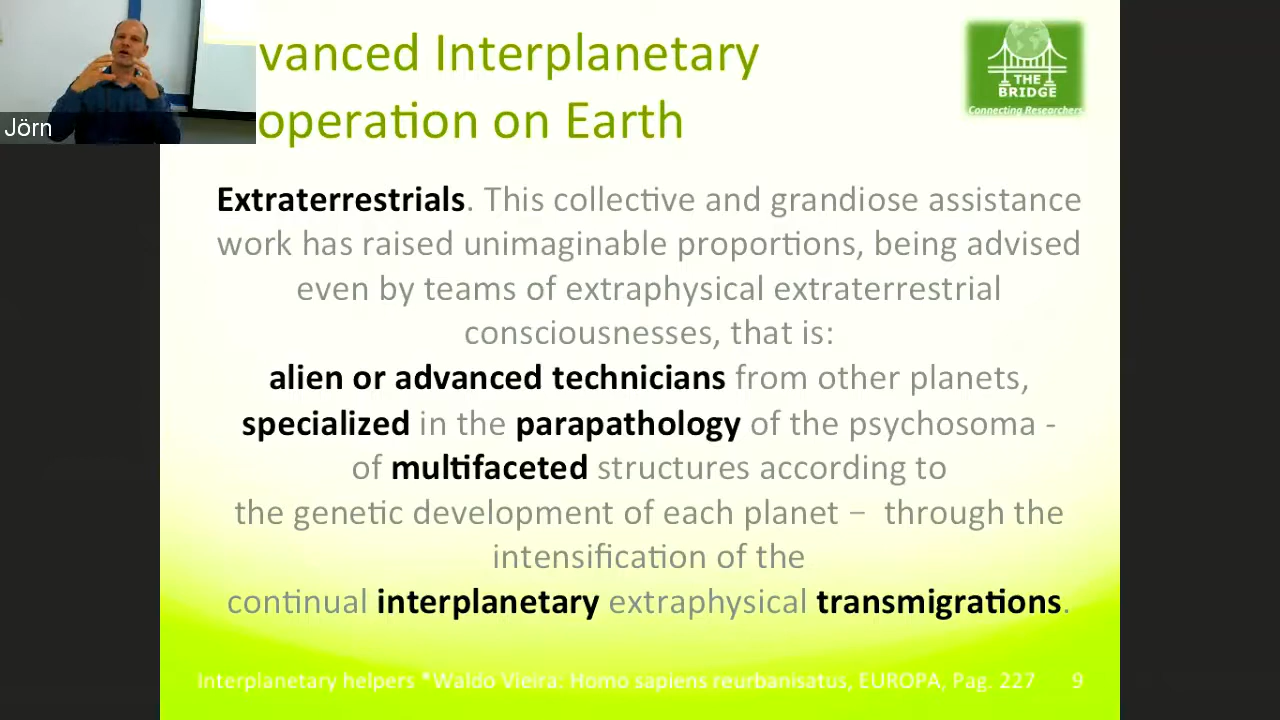 vanced Interplanetary
operation on Earth
THE
BRIDGE
Connecting Researchers
Jörn
Extraterrestrials. This collective and grandiose assistance
work has raised unimaginable proportions, being advised
even by teams of extraphysical extraterrestrial
consciousnesses, that is:
alien or advanced technicians from other planets,
specialized in the parapathology of the psychosoma -
of multifaceted structures according to
the genetic development of each planet – through the
intensification of the
continual interplanetary extraphysical transmigrations.
Interplanetary helpers *Waldo Vieira: Homo sapiens reurbanisatus, EUROPA, Pag. 227 9